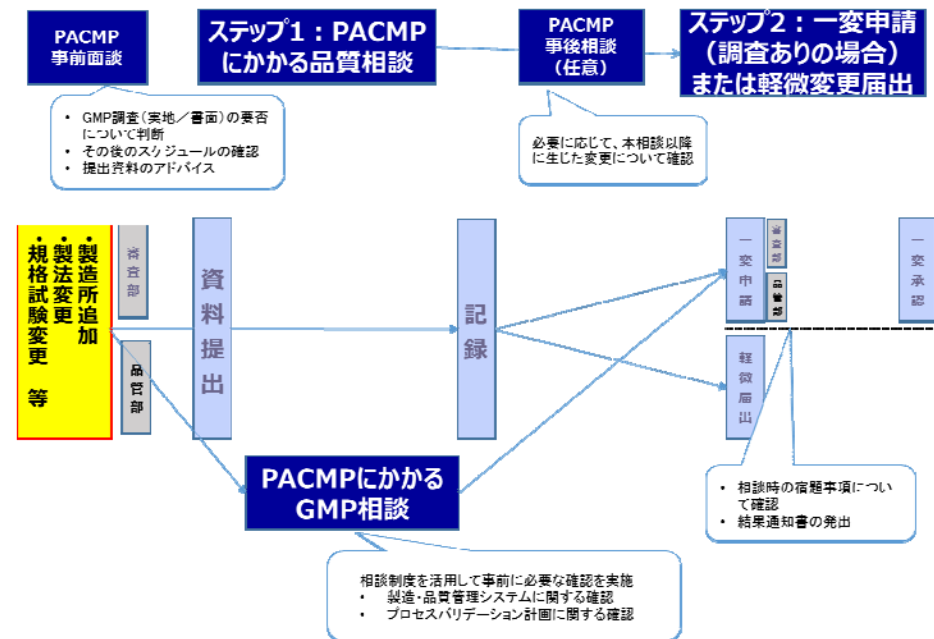 PACMP
事前面談
ステップ1：PACMP
にかかる品質相談
PACMP
事後相談
（任意）
ステップ2：一変申請
（調査ありの場合）
または軽微変更届出
• GMP調査（実地／書面）の要否
について判断
• その後のスケジュールの確認
• 提出資料のアドバイス
必要に応じて、本相談以降
に生じた変更について確認
・製造所追加
・製法変更
・規格試験変更 等
審査部
品管部
資料提出
記録
一変申請
審査部
品管部
一変承認
軽微届出
PACMPにかかる
GMP相談
• 相談時の宿題事項につい
て確認
• 結果通知書の発出
相談制度を活用して事前に必要な確認を実施
• 製造・品質管理システムに関する確認
• プロセスバリデーション計画に関する確認